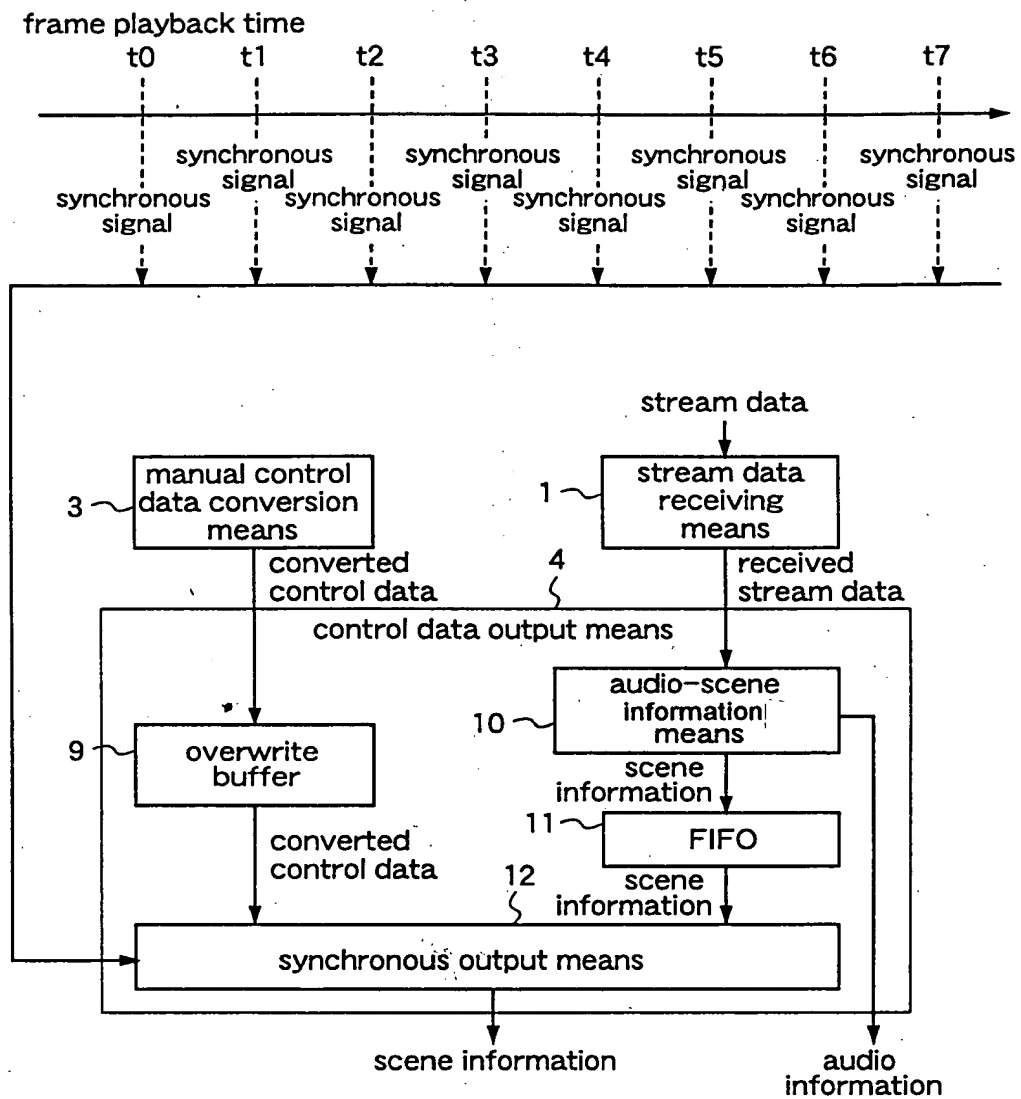 frame playback time
t0 t1 t2 t3 t4 t5 t6 t7
synchronous
signal
synchronous
signal
synchronous
signal
synchronous
signal
synchronous
signal
synchronous
signal
synchronous
signal
synchronous
signal
stream data
manual control
data conversion
means
3
stream data
receiving
means
1
converted
control data
4
received
stream data
control data output means
audio-scene
information
means
10
9
overwrite
buffer
scene
information
11
FIFO
converted
control data
12
scene
information
synchronous output means
scene information
audio
information